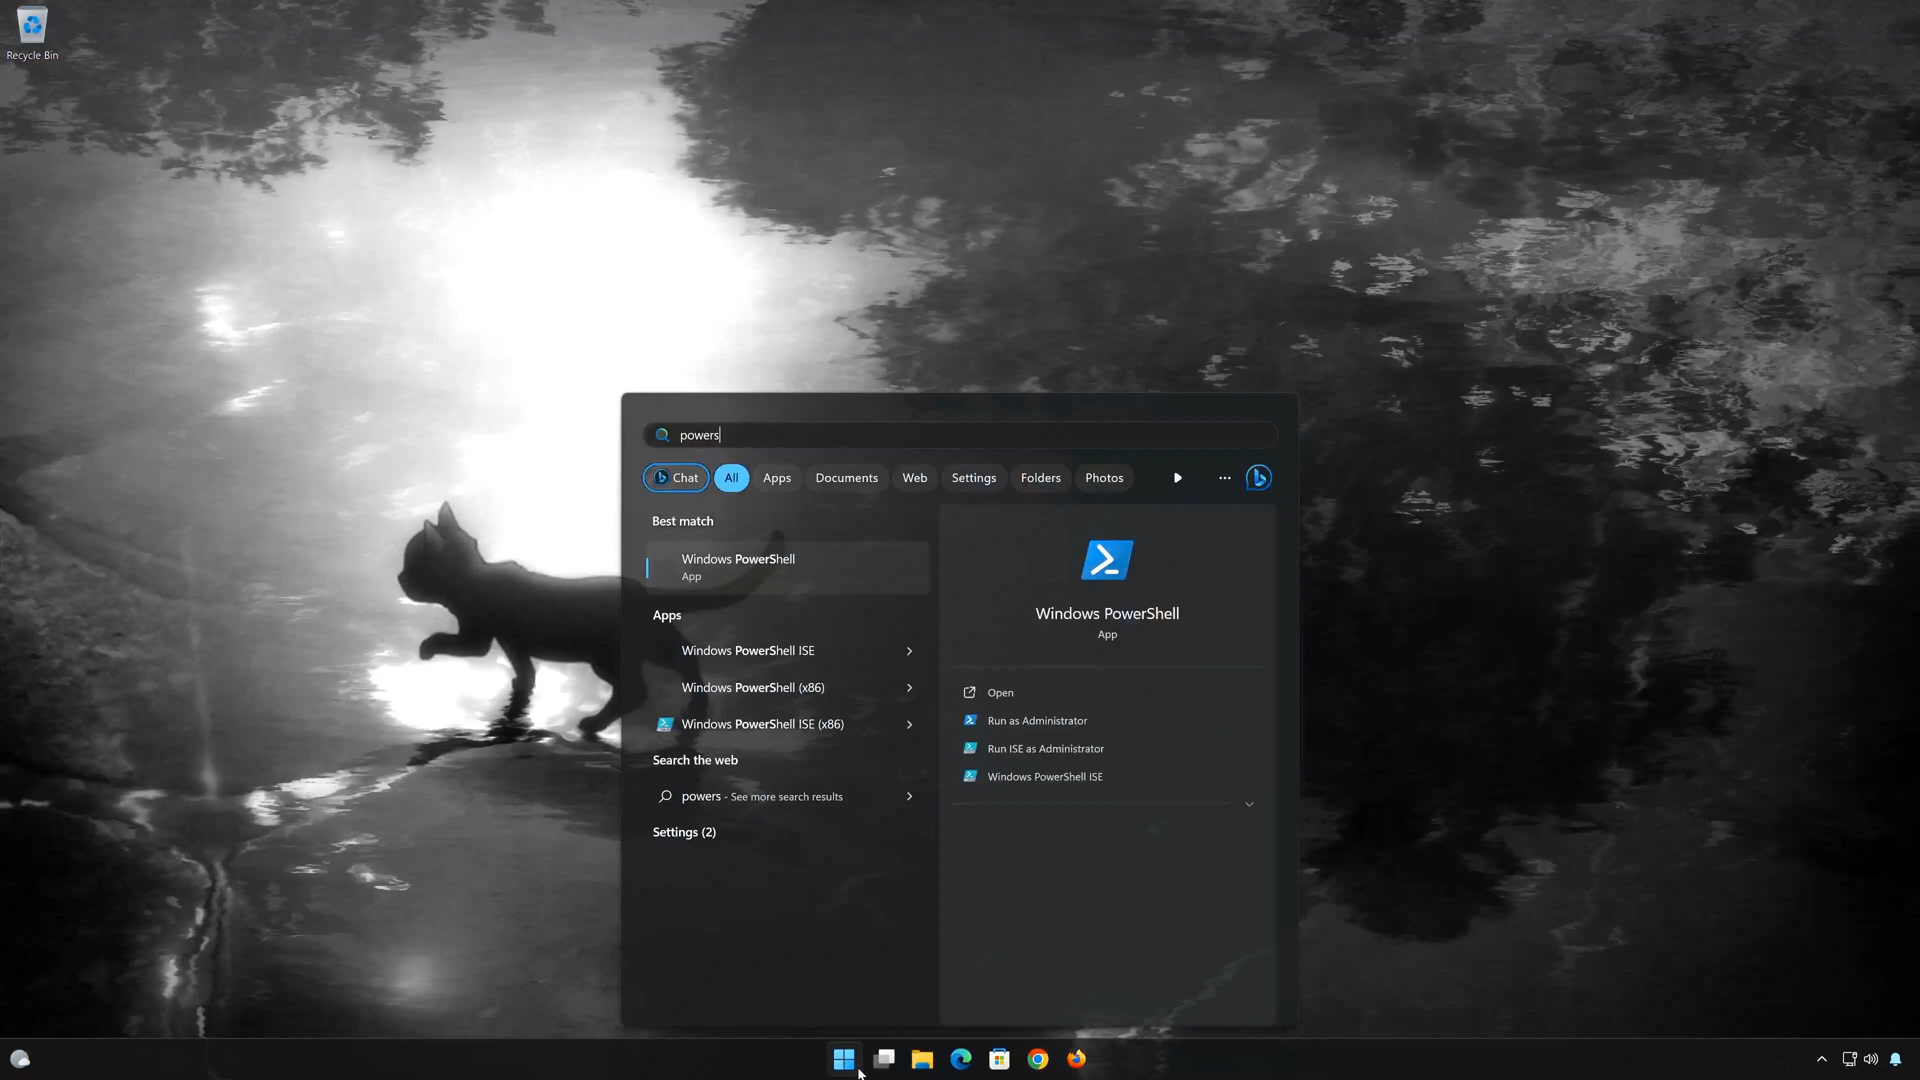 Recycle Bin
powers
Chat All Apps Documents Web Settings Folders Photos
Best match
Windows PowerShell
App
Apps
Windows PowerShell ISE
Windows PowerShell (x86)
Windows PowerShell ISE (x86)
Search the web
powers - See more search results
Settings (2)
Windows PowerShell
App
Open
Run as Administrator
Run ISE as Administrator
Windows PowerShell ISE